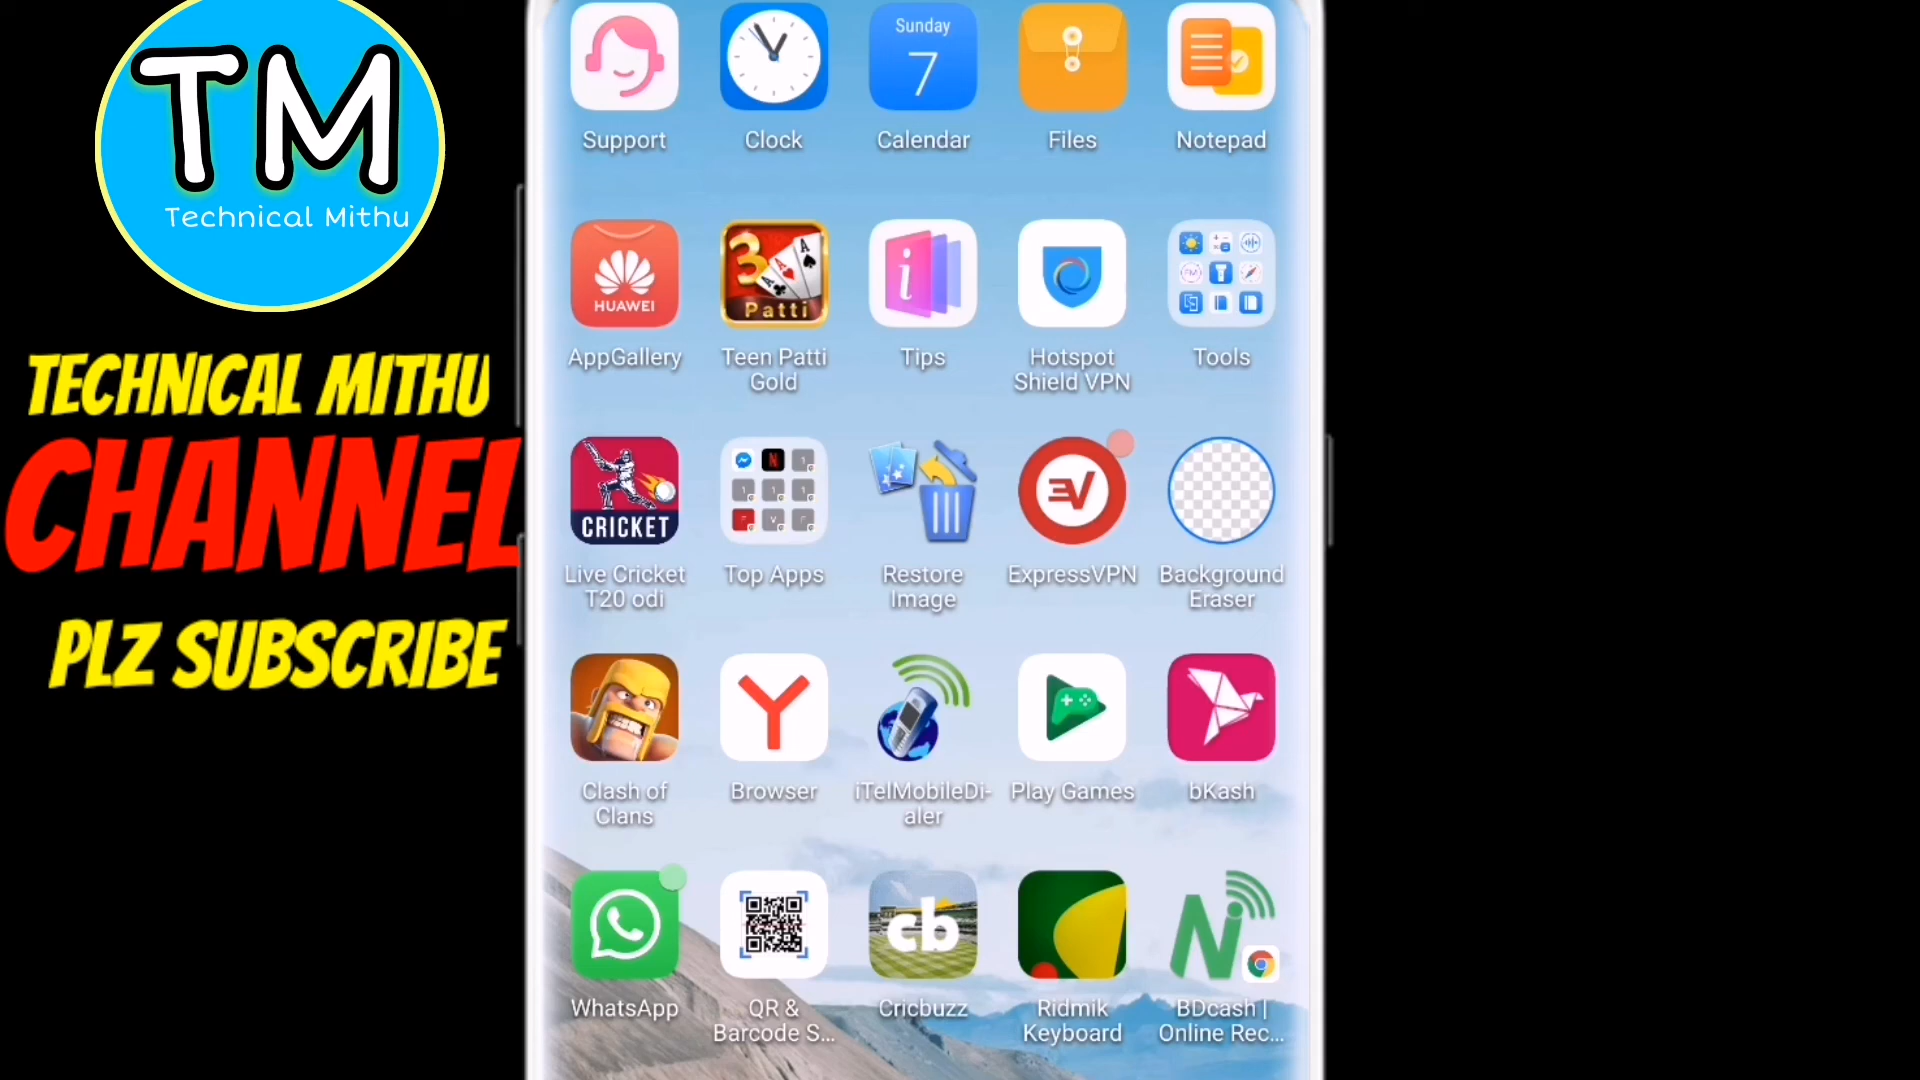 TM
Technical Mithu
TECHNICAL MITHU
CHANNEL
PLZ SUBSCRIBE
Sunday
7
Support
Clock
Calendar
Files
Notepad
HUAWEI
3
A
A
A
Patti
i
FM
AppGallery
Teen Patti
Gold
Tips
Hotspot
Shield VPN
Tools
CRICKET
N
EV
Live Cricket
T20 odi
Top Apps
Restore
Image
ExpressVPN
Background
Eraser
Y
Clash of
Clans
Browser
iTelMobileDi-
aler
Play Games
bKash
cb
Ni
WhatsApp
QR &
Barcode S...
Cricbuzz
Ridmik
Keyboard
BDcash |
Online Rec...